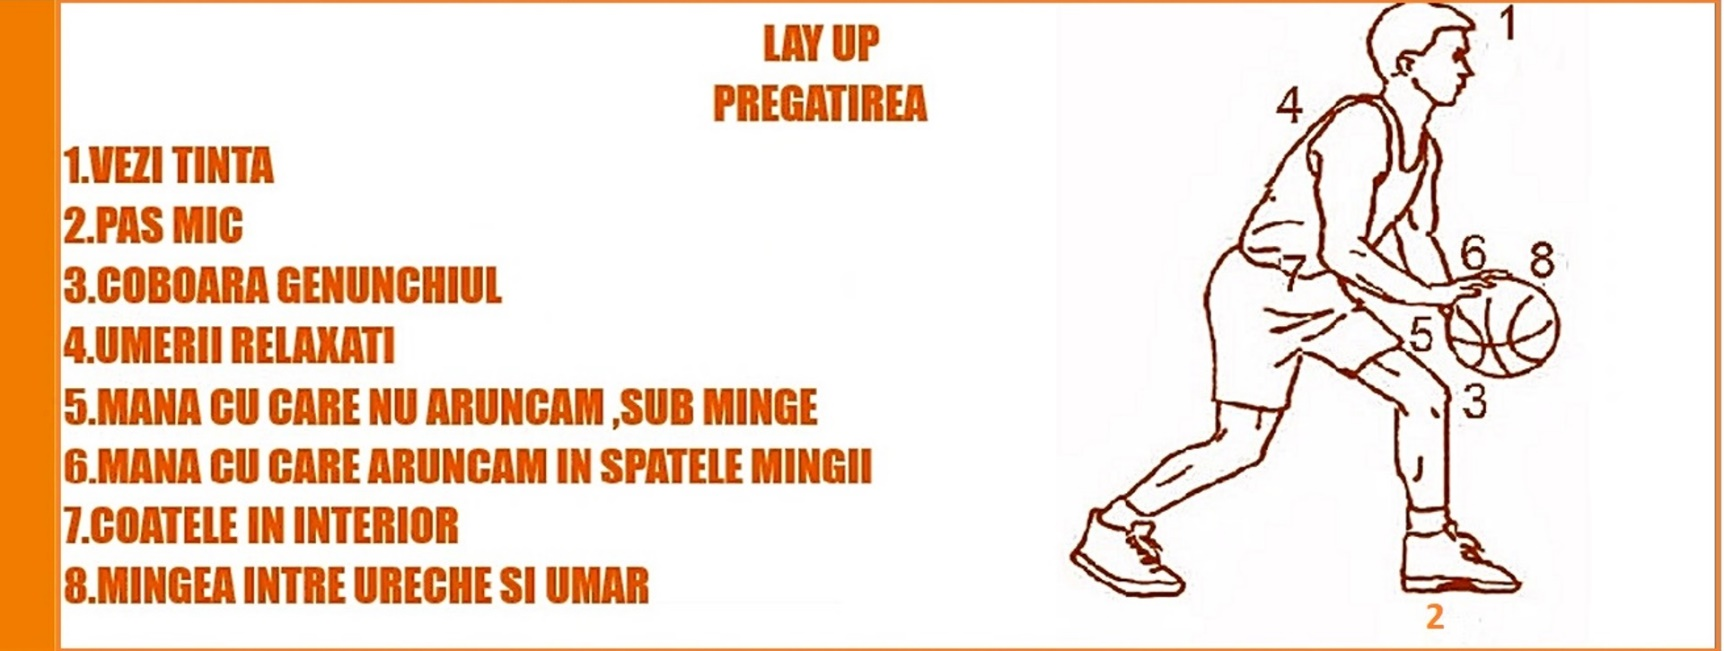 LAY UP
PREGATIREA
1.VEZI TINTA
2.PAS MIC
3.COBOARA GENUNCHIUL
4.UMERII RELAXATI
5.MANA CU CARE NU ARUNCAM ,SUB MINGE
6.MANA CU CARE ARUNCAM IN SPATELE MINGII
7.COATELE IN INTERIOR
8.MINGEA INTRE URECHE SI UMAR
1
4
6 8
7
5
3
2